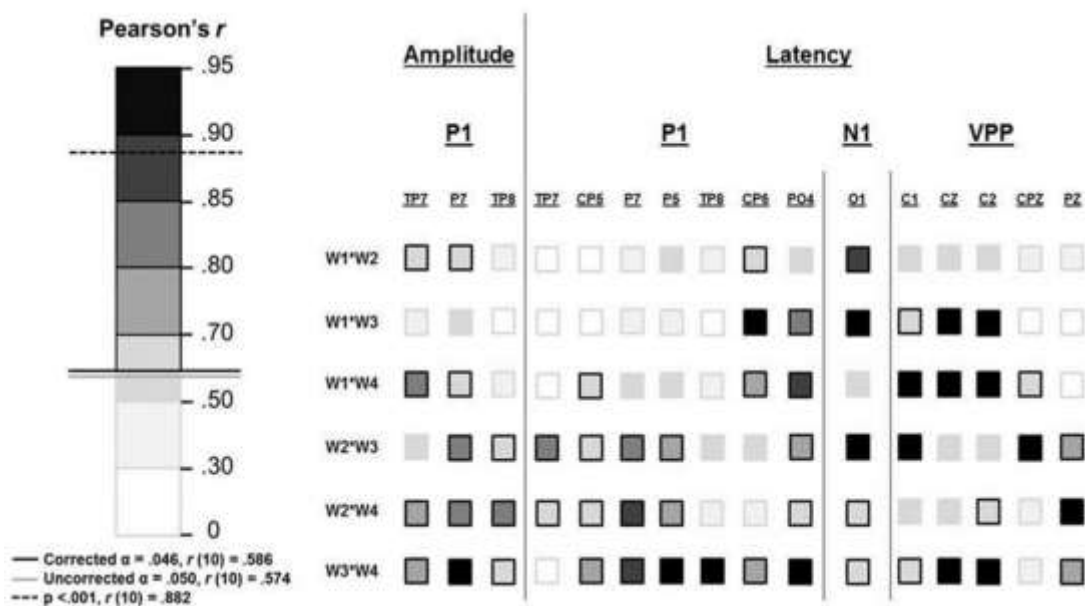 Pearson's r
.95
.90
.85
.80
.70
.50
.30
0
Corrected α = .046, r (10) = .586
Uncorrected α = .050, r (10) = .574
p <.001, r (10) = .882
Amplitude Latency
P1 P1 N1 VPP
TP7 P7 TP8 TP7 CP5 P7 P5 TP8 CP6 PO4 O1 C1 CZ C2 CPZ PZ
W1*W2
W1*W3
W1*W4
W2*W3
W2*W4
W3*W4